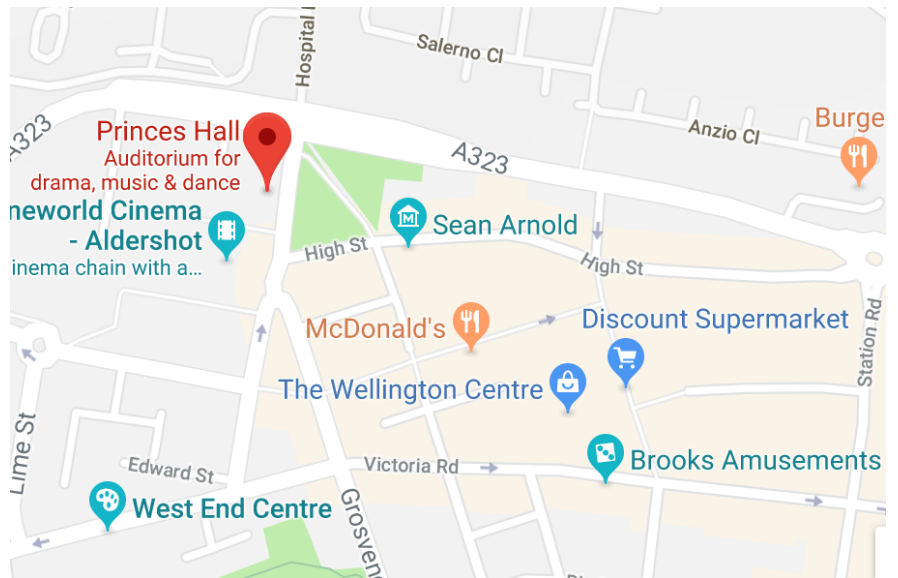 Hospital
Salerno Cl
A323
Princes Hall
Auditorium for
drama, music & dance
A323
Anzio Cl
Burge
neworld Cinema
- Aldershot
inema chain with a...
Sean Arnold
High St
High St
McDonald's
Discount Supermarket
Station Rd
The Wellington Centre
Lime St
Edward St
Victoria Rd
Brooks Amusements
West End Centre
Grosven